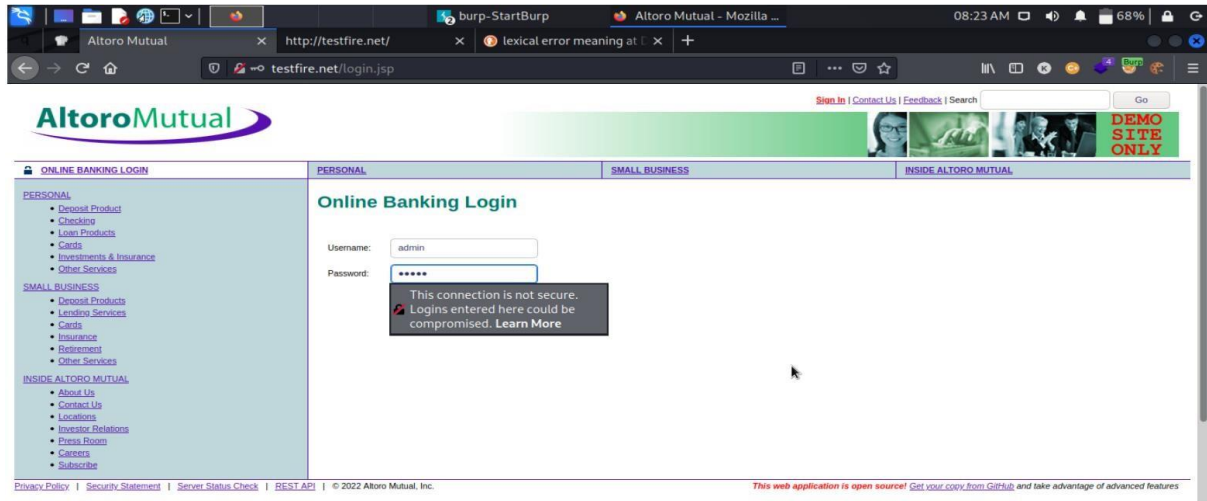 burp-StartBurp
Altoro Mutual - Mozilla ...
08:23 AM
68%
Altoro Mutual
http://testfire.net/
lexical error meaning at D
testfire.net/login.jsp
4
Burp
AltoroMutual
Sign In | Contact Us | Feedback | Search
Go
DEMO
SITE
ONLY
ONLINE BANKING LOGIN
PERSONAL
SMALL BUSINESS
INSIDE ALTORO MUTUAL
PERSONAL
Deposit Product
Checking
Loan Products
Cards
Investments & Insurance
Other Services
SMALL BUSINESS
Deposit Products
Lending Services
Cards
Insurance
Retirement
Other Services
INSIDE ALTORO MUTUAL
About Us
Contact Us
Locations
Investor Relations
Press Room
Careers
Subscribe
Online Banking Login
Username: admin
Password: •••••
This connection is not secure.
Logins entered here could be
compromised. Learn More
Privacy Policy | Security Statement | Server Status Check | REST API | © 2022 Altoro Mutual, Inc.
This web application is open source! Get your copy from GitHub and take advantage of advanced features